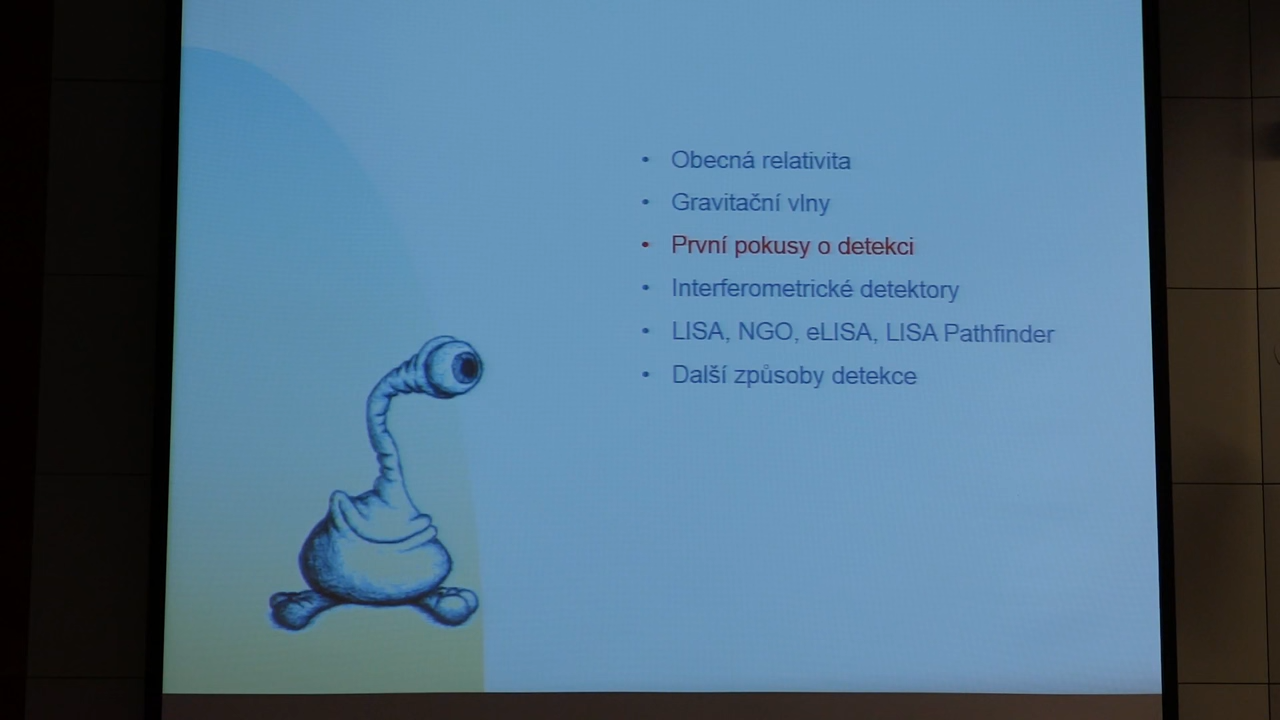 • Obecná relativita
• Gravitační vlny
• První pokusy o detekci
• Interferometrické detektory
• LISA, NGO, eLISA, LISA Pathfinder
• Další způsoby detekce